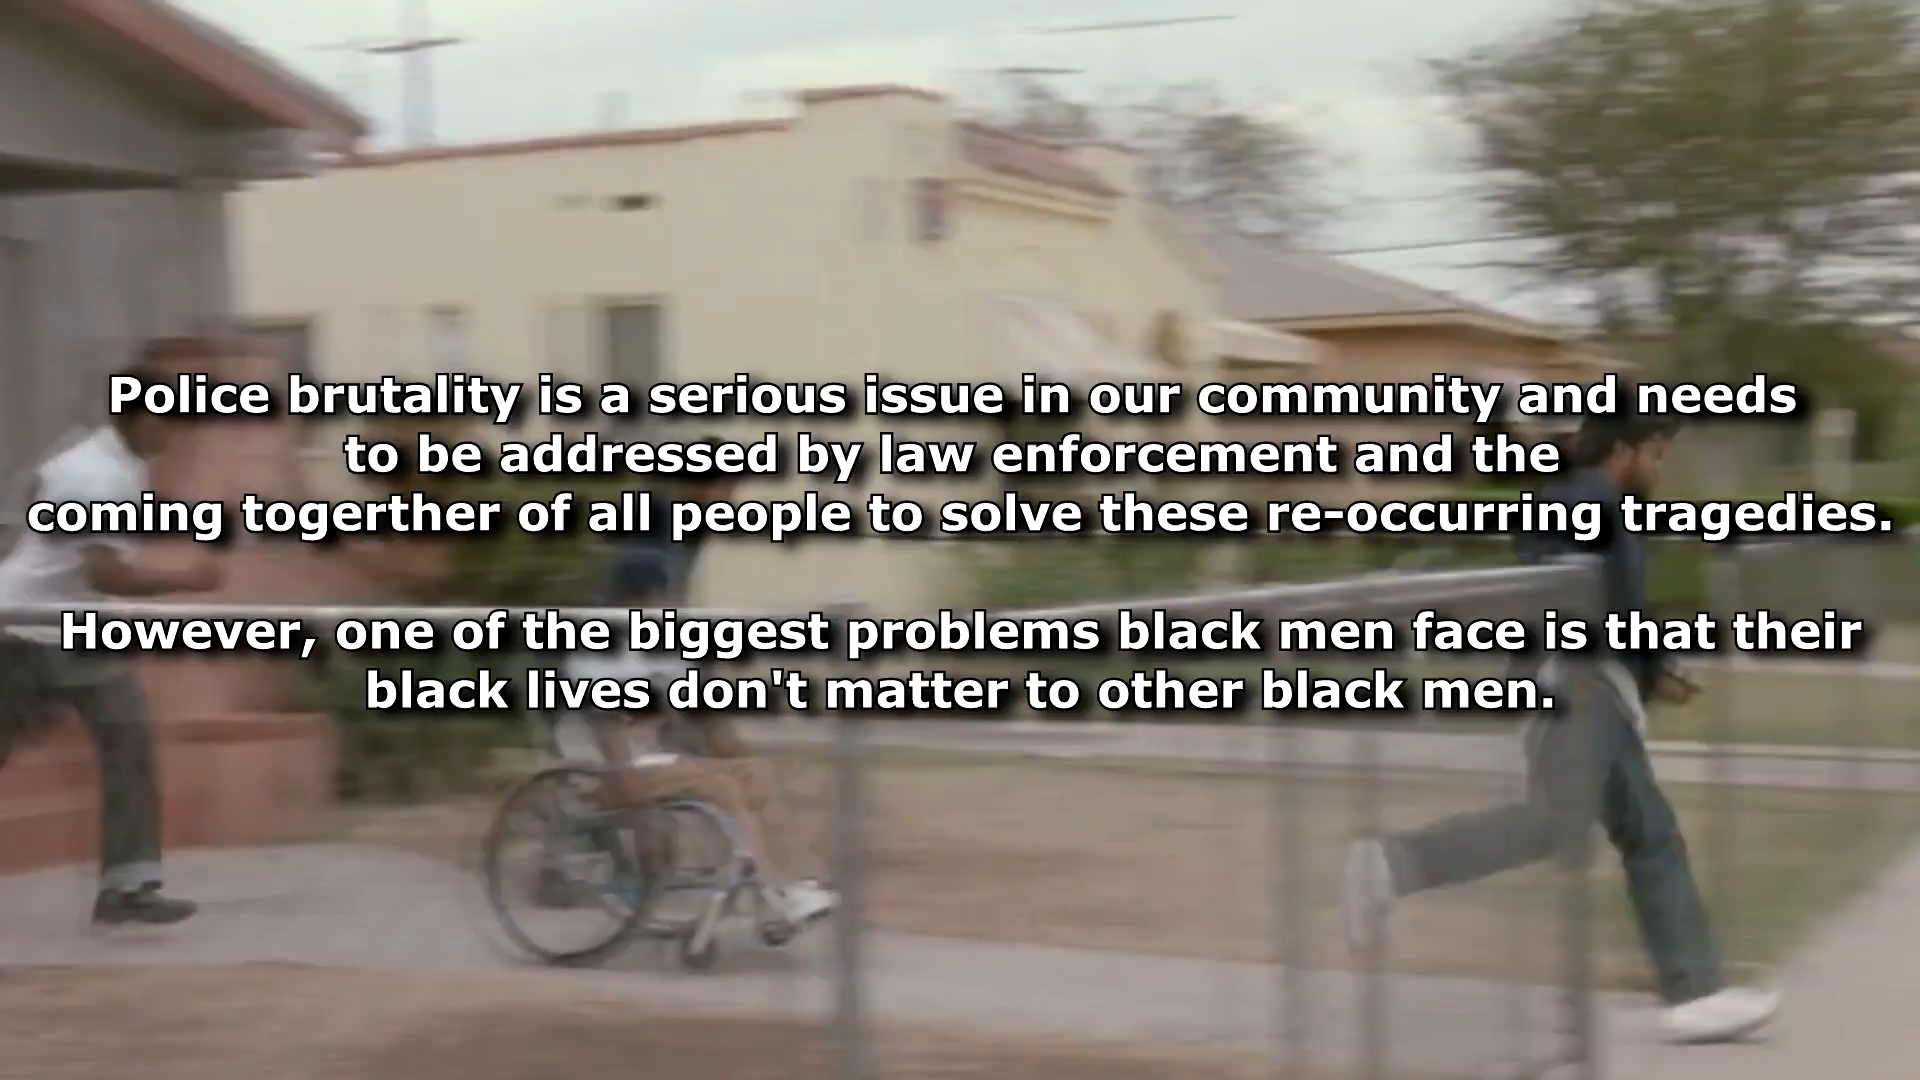 Police brutality is a serious issue in our community and needs
to be addressed by law enforcement and the
coming togerther of all people to solve these re-occurring tragedies.
However, one of the biggest problems black men face is that their
black lives don't matter to other black men.